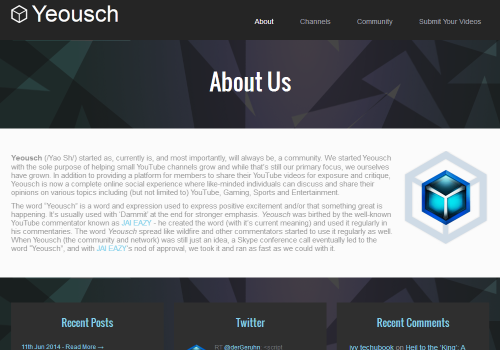 Yeousch
About
Channels
Community
Submit Your Videos
About Us
Yeousch (/Yao Sh/) started as, currently is, and most importantly, will always be, a community. We started Yeousch
with the sole purpose of helping small YouTube channels grow and while that's still our primary focus, we ourselves
have grown. In addition to providing a platform for members to share their YouTube videos for exposure and critique,
Yeousch is now a complete online social experience where like-minded individuals can discuss and share their
opinions on various topics including (but not limited to) YouTube, Gaming, Sports and Entertainment.
The word "Yeousch" is a word and expression used to express positive excitement and/or that something great is
happening. It's usually used with 'Dammit' at the end for stronger emphasis. Yeousch was birthed by the well-known
YouTube commentator known as JAI EAZY - he created the word (with it's current meaning) and used it regularly in
his commentaries. The word Yeousch spread like wildfire and other commentators started to use it regularly as well.
When Yeousch (the community and network) was still just an idea, a Skype conference call eventually led to the
word "Yeousch", and with JAI EAZY's nod of approval, we took it and ran as fast as we could with it.
Recent Posts
Twitter
Recent Comments
11th Jun 2014 - Read More →
RT @derGeruhn: <script
ivy techubook on Heil to the 'King': A